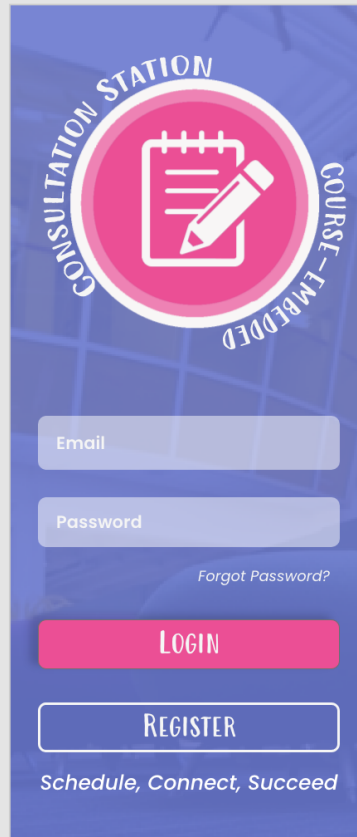 Consultation Station
Course-Embedded
Email
Password
Forgot Password?
Login
Register
Schedule, Connect, Succeed